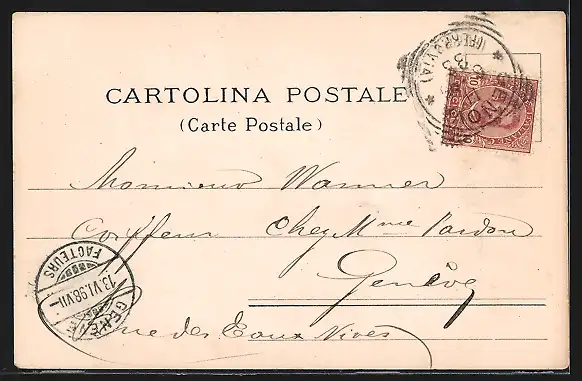 CARTOLINA POSTALE
(Carte Postale)
(FERROVIA)
Monsieur Wanner
Coiffeur Chez Mme Pardon
Genève
rue des Eaux Vives
FACTEURS
13.VI.98.VII